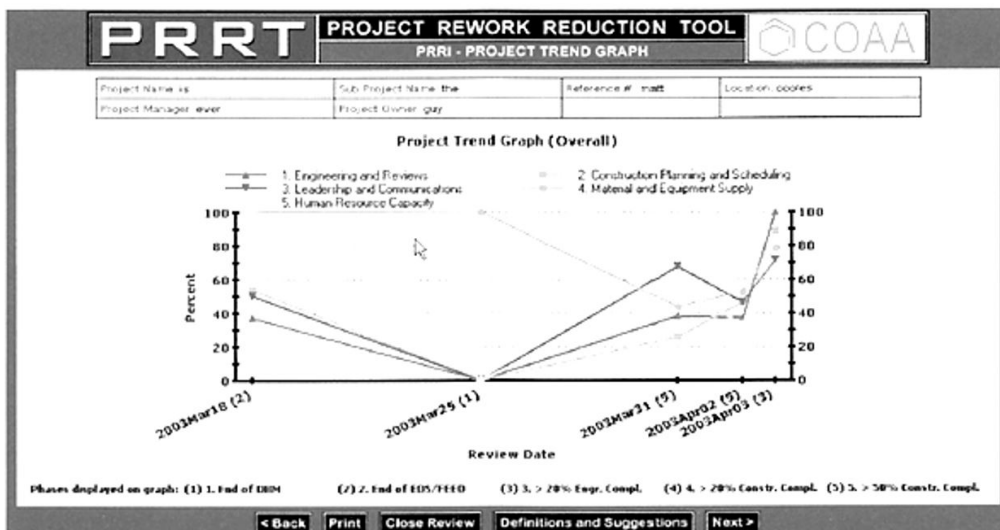 PRRT PROJECT REWORK REDUCTION TOOL COAA
PRRI - PROJECT TREND GRAPH
Project Name is Sub Project Name the Reference # matt Location
Project Manager ever Project Owner guy
Project Trend Graph (Overall)
1. Engineering and Reviews 2. Construction Planning and Scheduling
3. Leadership and Communications 4. Material and Equipment Supply
5. Human Resource Capacity
100 100
80 80
60 60
40 40
20 20
0 0
Percent
2003Mar18 (2) 2003Mar25 (1) 2003Mar31 (5) 2003Apr02 (5) 2003Apr03 (3)
Review Date
Phases displayed on graph: (1) 1. End of DBM (2) 2. End of EDS/FEED (3) 3. > 20% Engr. Compl. (4) 4. > 20% Constr. Compl. (5) 5. > 50% Constr. Compl.
< Back Print Close Review Definitions and Suggestions Next >